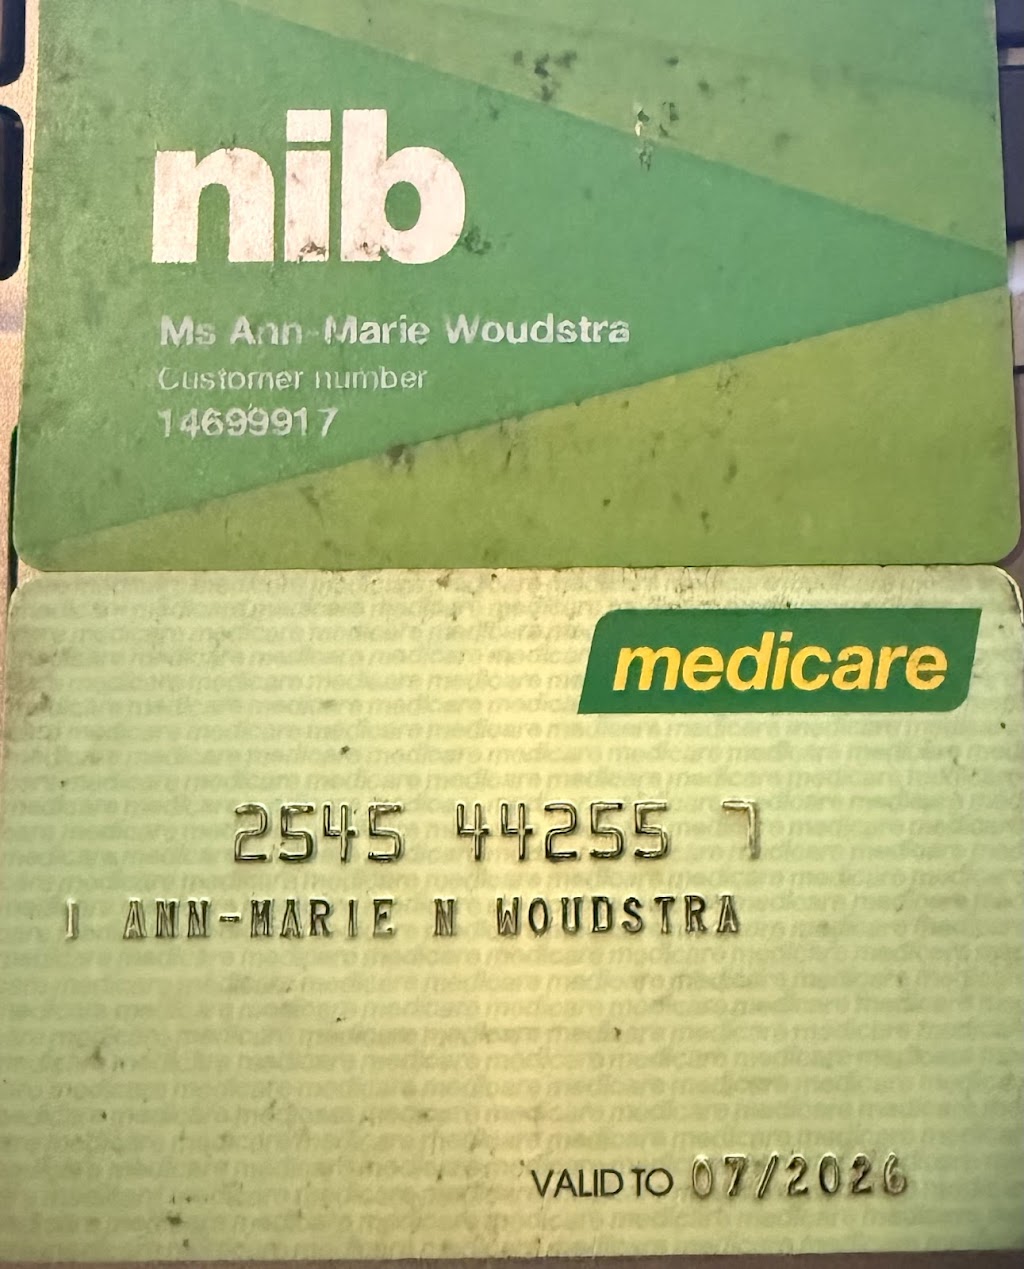 nib
Ms Ann-Marie Woudstra
Customer number
14699917
medicare
2545 44255 7
1 ANN-MARIE N WOUDSTRA
VALID TO 07/2026